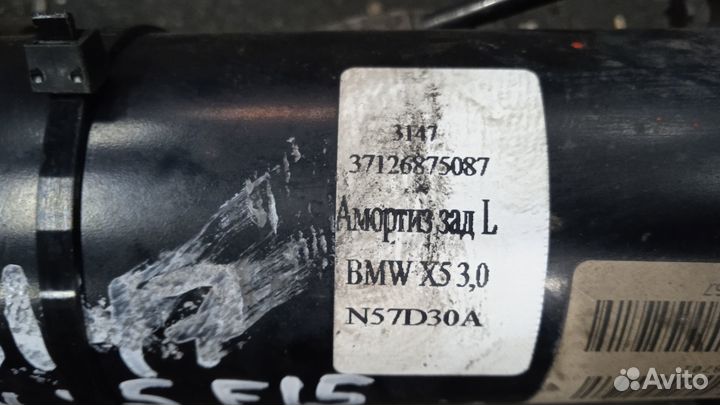 3147
37126875087
Амортиз зад L
BMW X5 3,0
N57D30A
Avito